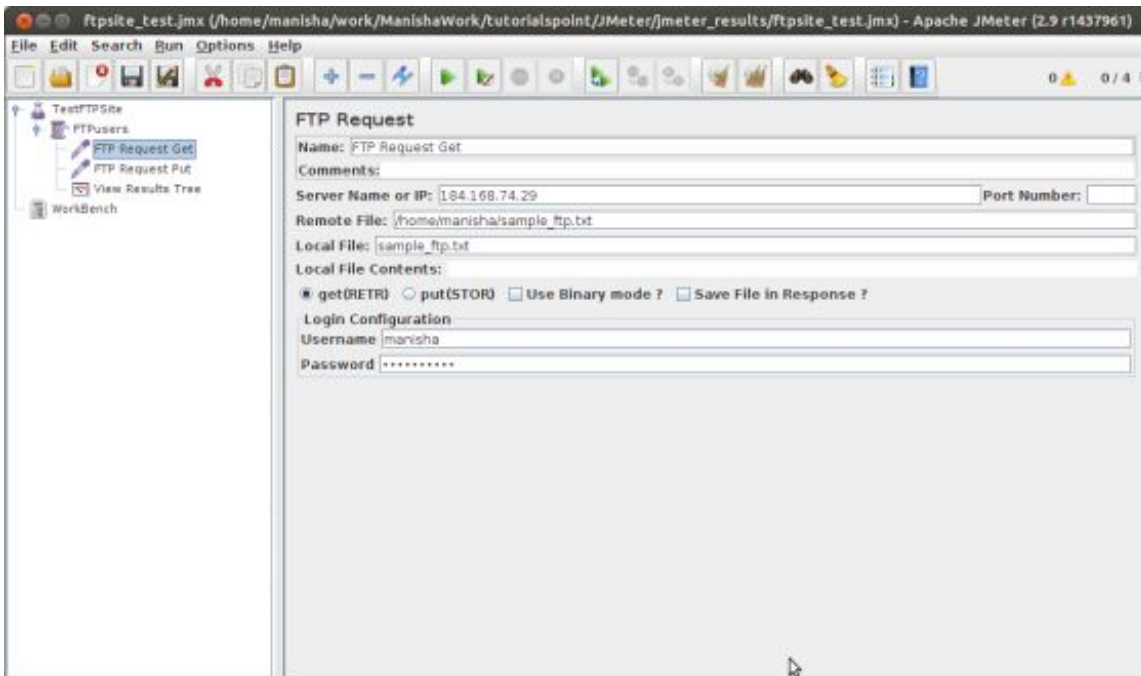 ftpsite_test.jmx (/home/manisha/work/ManishaWork/tutorialspoint/JMeter/jmeter_results/ftpsite_test.jmx) - Apache JMeter (2.9 r1437961)
File Edit Search Run Options Help
0 0 / 4
TestFTPSite
FTPusers
FTP Request Get
FTP Request Put
View Results Tree
WorkBench
FTP Request
Name: FTP Request Get
Comments:
Server Name or IP: 184.168.74.29 Port Number:
Remote File: /home/manisha/sample_ftp.txt
Local File: sample_ftp.txt
Local File Contents:
get(RETR) put(STOR) Use Binary mode ? Save File in Response ?
Login Configuration
Username manisha
Password ••••••••••